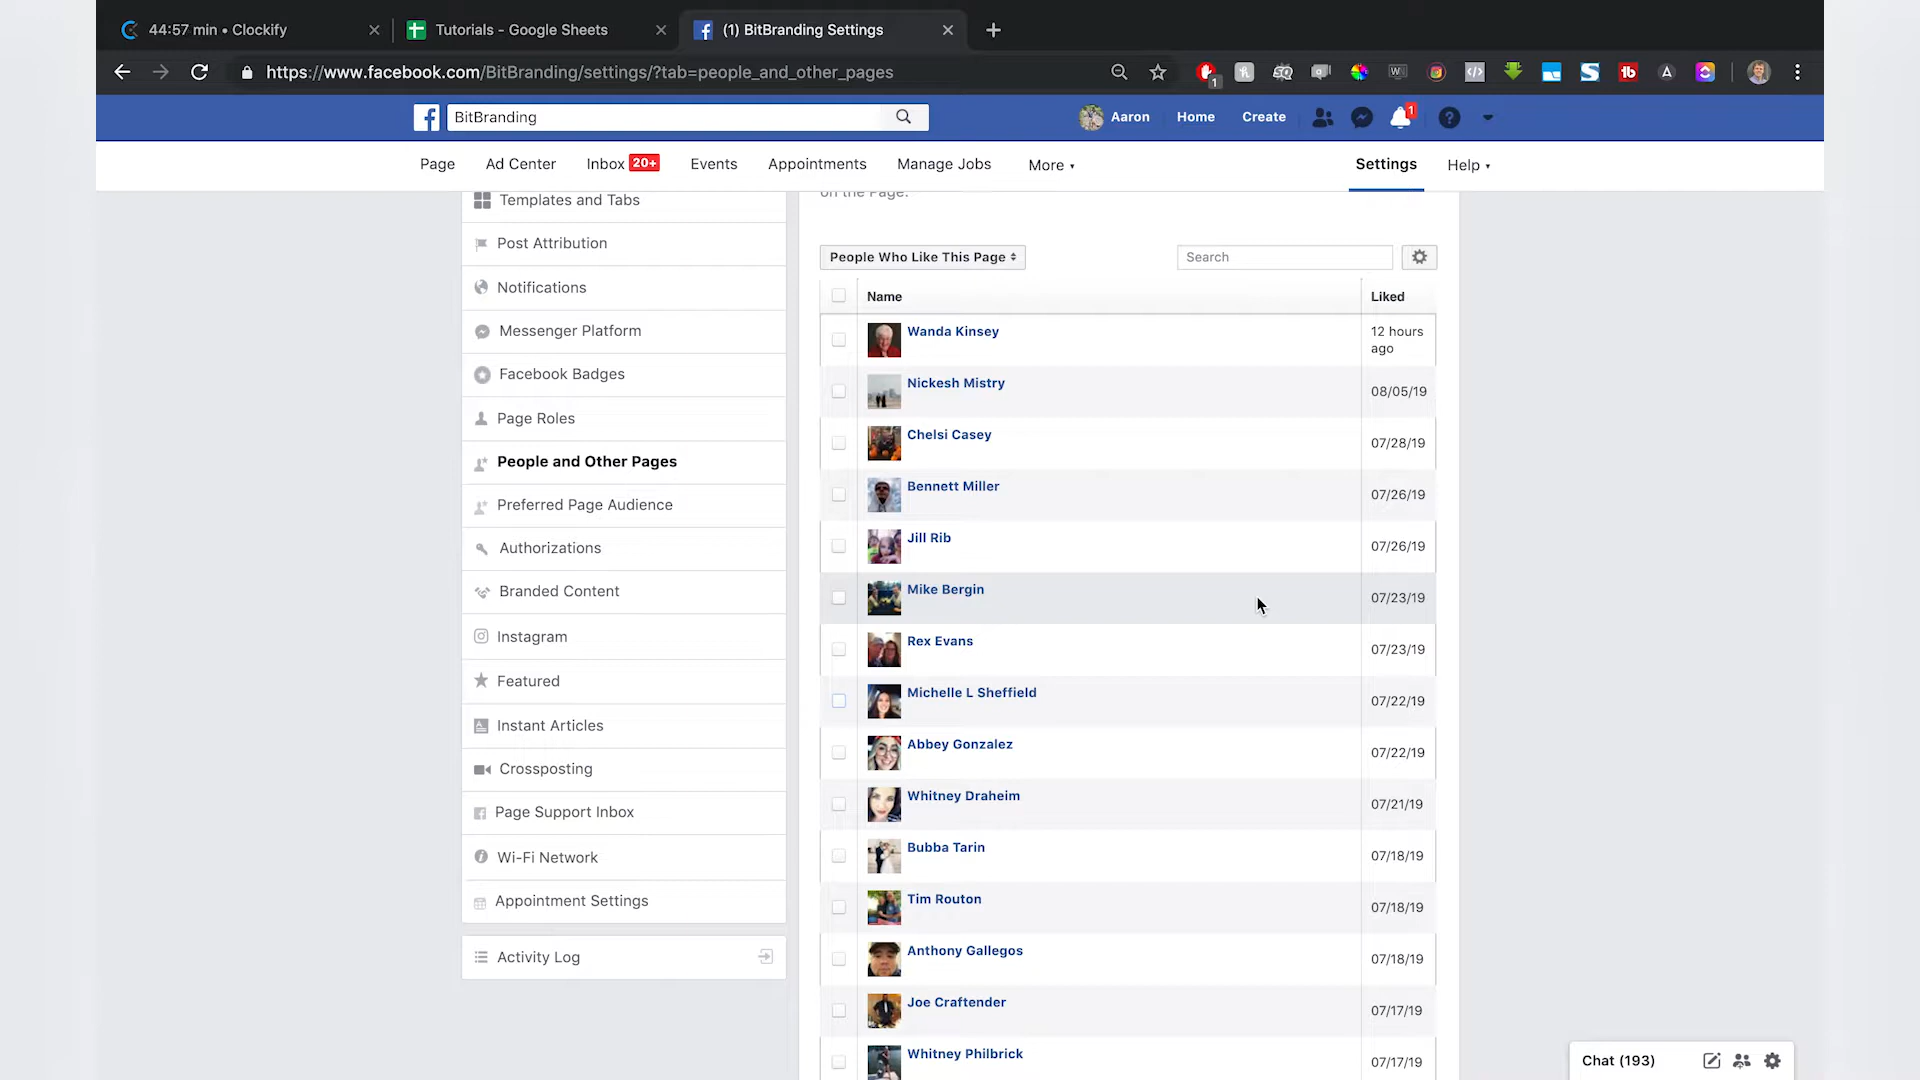 44:57 min • Clockify
Tutorials - Google Sheets
(1) BitBranding Settings
https://www.facebook.com/BitBranding/settings/?tab=people_and_other_pages
BitBranding
Aaron
Home
Create
1
Page
Ad Center
Inbox 20+
Events
Appointments
Manage Jobs
More
Settings
Help
Templates and Tabs
Post Attribution
Notifications
Messenger Platform
Facebook Badges
Page Roles
People and Other Pages
Preferred Page Audience
Authorizations
Branded Content
Instagram
Featured
Instant Articles
Crossposting
Page Support Inbox
Wi-Fi Network
Appointment Settings
Activity Log
on the Page.
People Who Like This Page
Search
Name Liked
Wanda Kinsey 12 hours
ago
Nickesh Mistry 08/05/19
Chelsi Casey 07/28/19
Bennett Miller 07/26/19
Jill Rib 07/26/19
Mike Bergin 07/23/19
Rex Evans 07/23/19
Michelle L Sheffield 07/22/19
Abbey Gonzalez 07/22/19
Whitney Draheim 07/21/19
Bubba Tarin 07/18/19
Tim Routon 07/18/19
Anthony Gallegos 07/18/19
Joe Craftender 07/17/19
Whitney Philbrick 07/17/19
Chat (193)